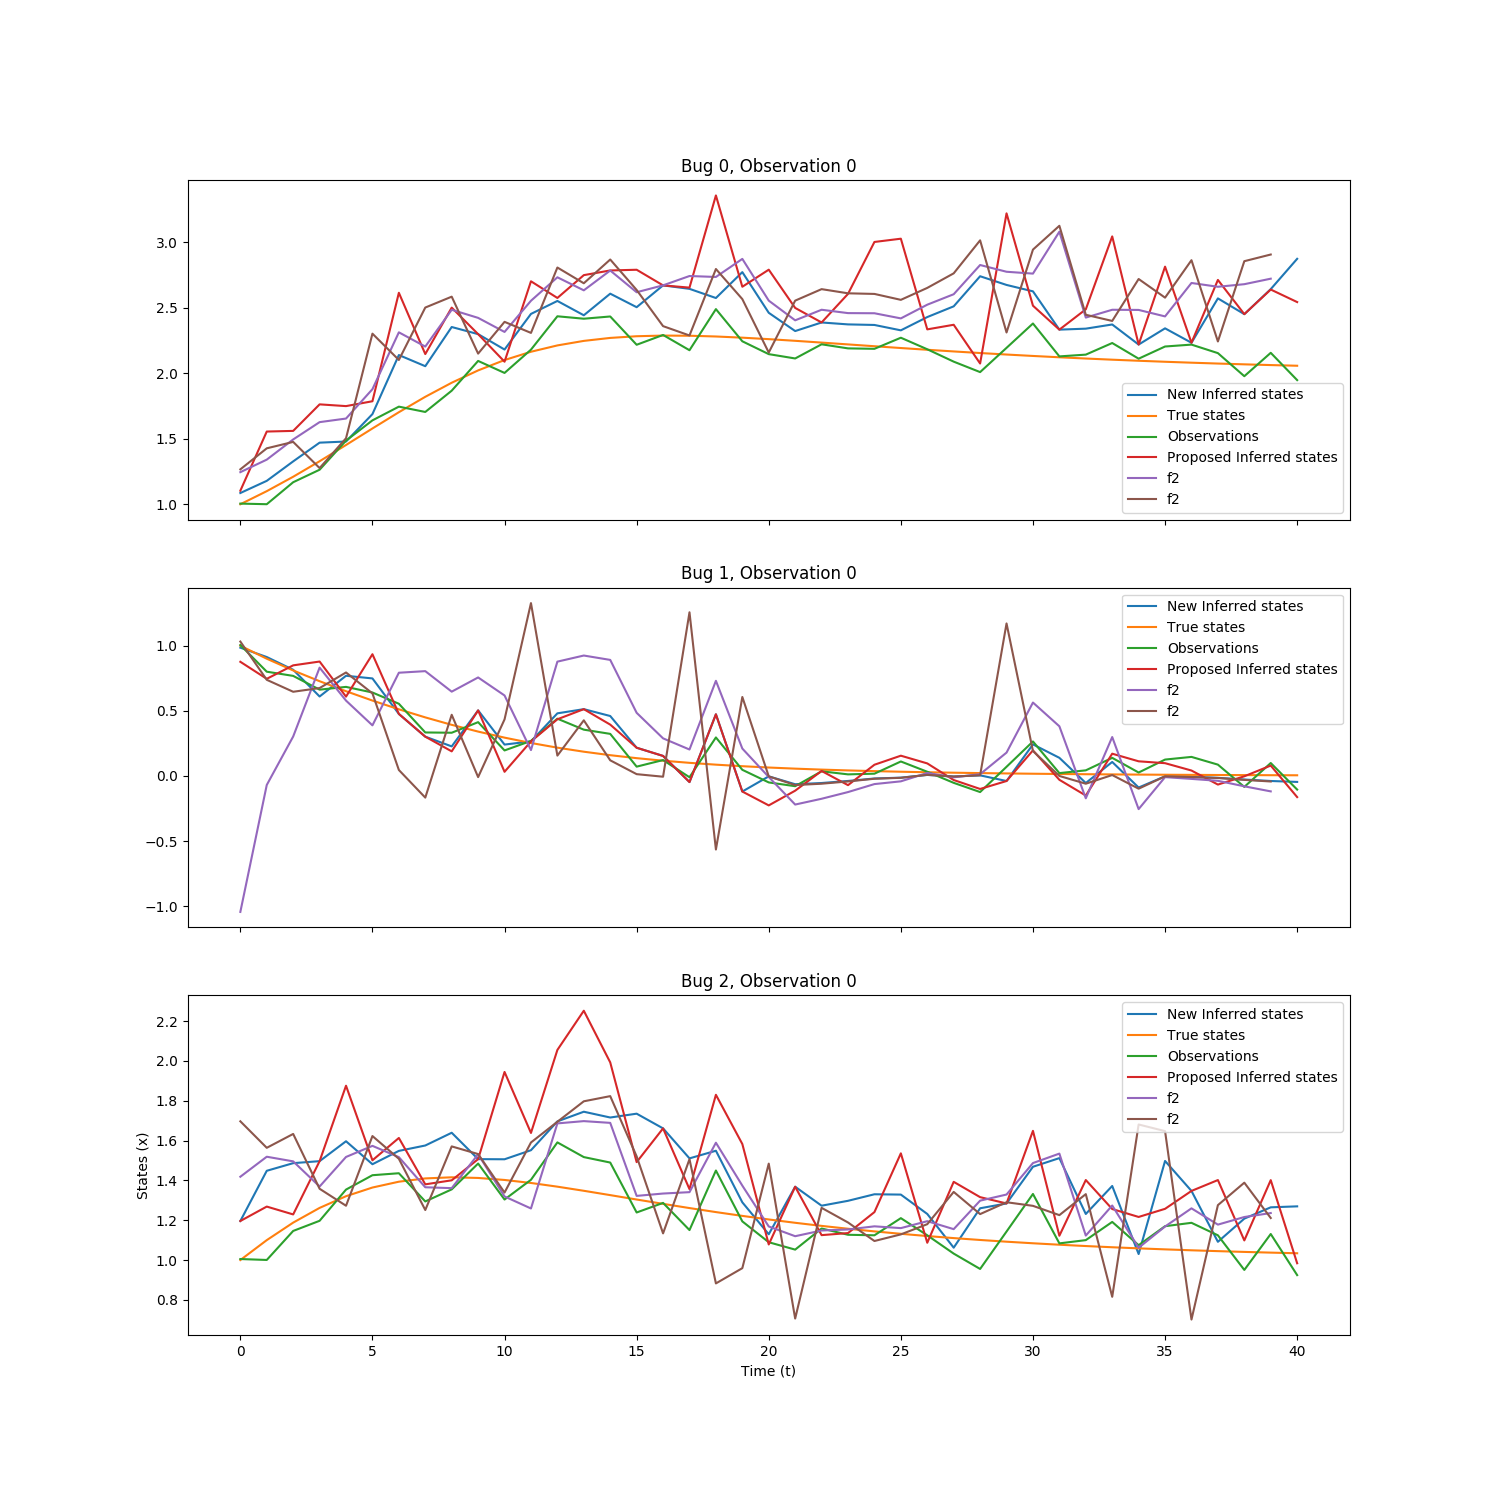 Bug 0, Observation 0
3.0
2.5
2.0
1.5
1.0
New Inferred states
True states
Observations
Proposed Inferred states
f2
f2
Bug 1, Observation 0
1.0
0.5
0.0
−0.5
−1.0
New Inferred states
True states
Observations
Proposed Inferred states
f2
f2
Bug 2, Observation 0
States (x)
2.2
2.0
1.8
1.6
1.4
1.2
1.0
0.8
New Inferred states
True states
Observations
Proposed Inferred states
f2
f2
0 5 10 15 20 25 30 35 40
Time (t)